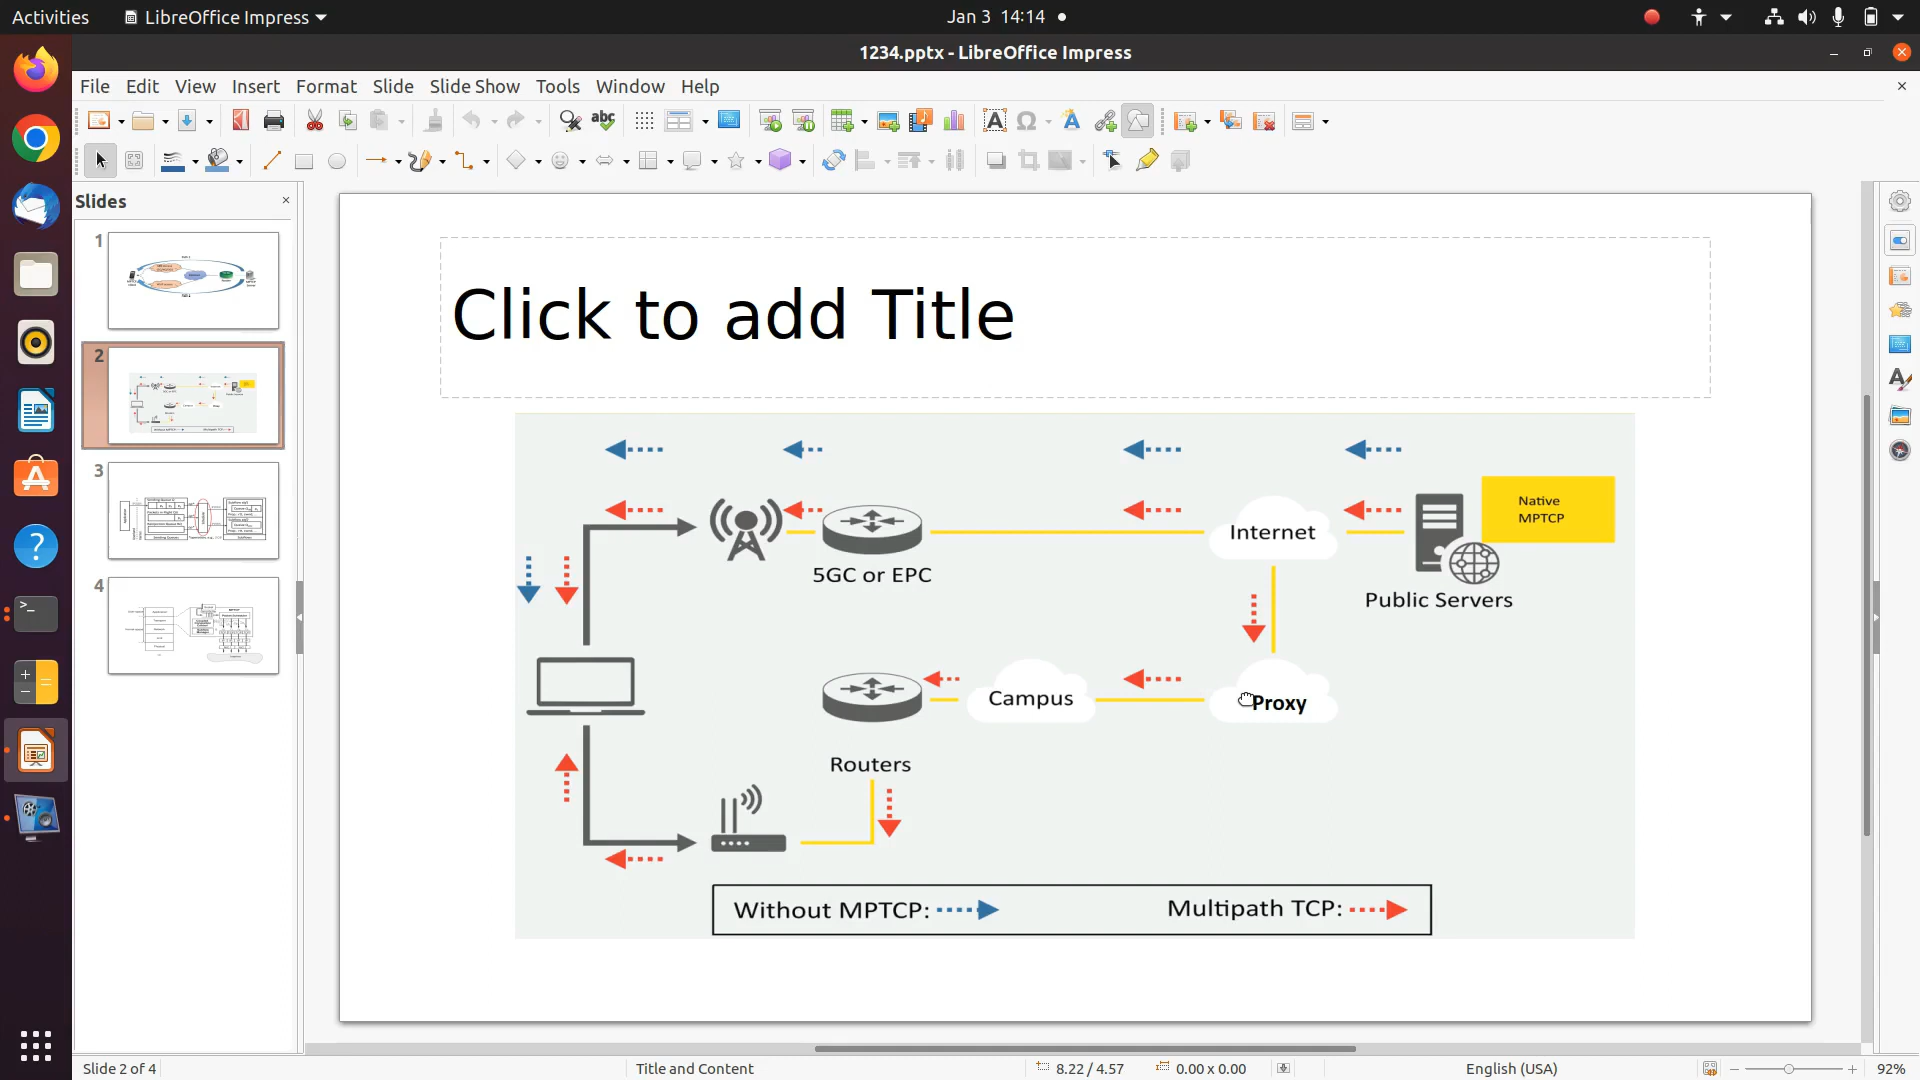 Activities
LibreOffice Impress
Jan 3 14:14
1234.pptx - LibreOffice Impress
File Edit View Insert Format Slide Slide Show Tools Window Help
Slides
1
2
3
4
Click to add Title
Native
MPTCP
Internet
5GC or EPC
Public Servers
Campus
Proxy
Routers
Without MPTCP:
Multipath TCP:
Slide 2 of 4
Title and Content
8.22 / 4.57
0.00 x 0.00
English (USA)
92%